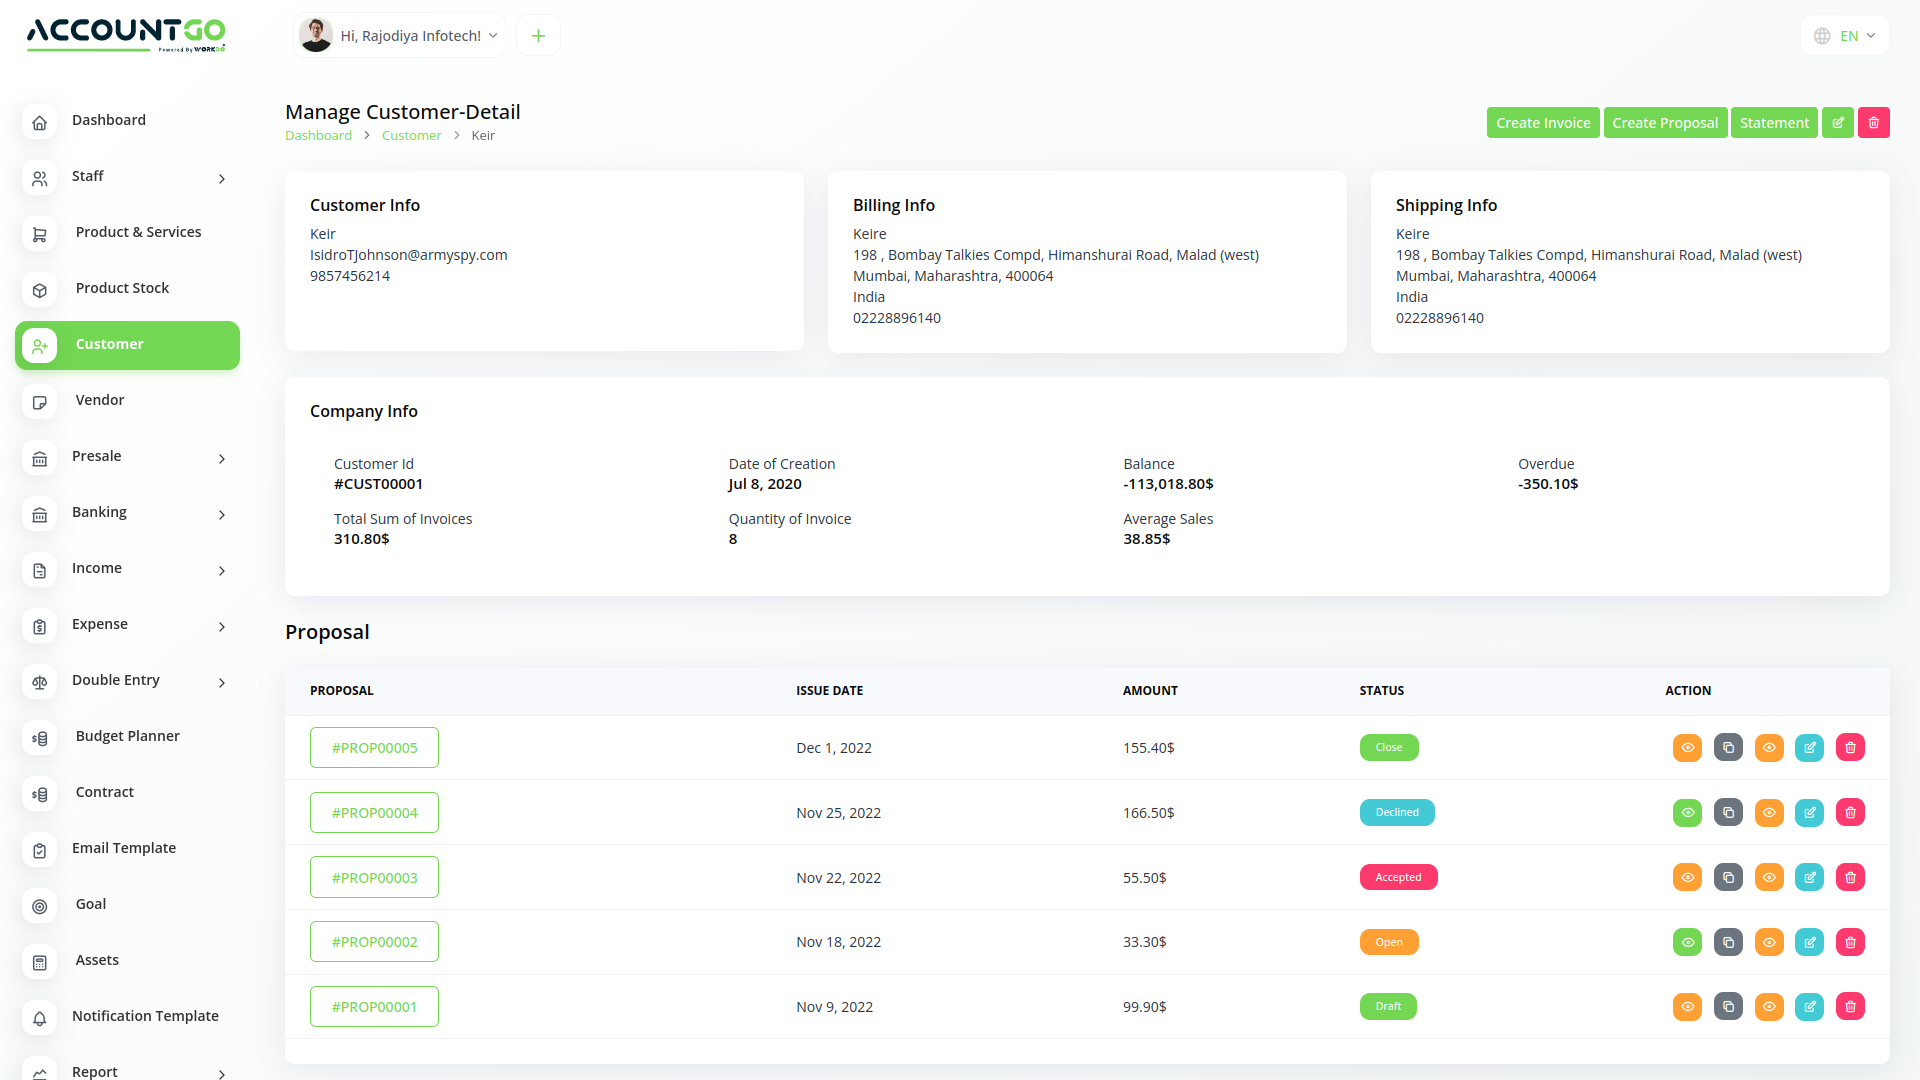 ACCOUNTGO
Powered By WORKDO
Hi, Rajodiya Infotech!
EN
Dashboard
Staff
Product & Services
Product Stock
Customer
Vendor
Presale
Banking
Income
Expense
Double Entry
Budget Planner
Contract
Email Template
Goal
Assets
Notification Template
Report
Manage Customer-Detail
Dashboard > Customer > Keir
Create Invoice Create Proposal Statement
Customer Info
Keir
IsidroTJohnson@armyspy.com
9857456214
Billing Info
Keire
198 , Bombay Talkies Compd, Himanshurai Road, Malad (west)
Mumbai, Maharashtra, 400064
India
02228896140
Shipping Info
Keire
198 , Bombay Talkies Compd, Himanshurai Road, Malad (west)
Mumbai, Maharashtra, 400064
India
02228896140
Company Info
Customer Id Date of Creation Balance Overdue
#CUST00001 Jul 8, 2020 -113,018.80$ -350.10$
Total Sum of Invoices Quantity of Invoice Average Sales
310.80$ 8 38.85$
Proposal
PROPOSAL ISSUE DATE AMOUNT STATUS ACTION
#PROP00005 Dec 1, 2022 155.40$ Close
#PROP00004 Nov 25, 2022 166.50$ Declined
#PROP00003 Nov 22, 2022 55.50$ Accepted
#PROP00002 Nov 18, 2022 33.30$ Open
#PROP00001 Nov 9, 2022 99.90$ Draft